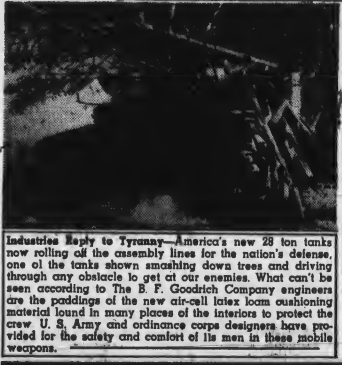 Industries Reply to Tyranny—America's new 28 ton tanks
now rolling off the assembly lines for the nation's defense,
one of the tanks shown smashing down trees and driving
through any obstacle to get at our enemies. What can't be
seen according to The B. F. Goodrich Company engineers
are the paddings of the new air-cell latex foam cushioning
material found in many places of the interiors to protect the
crew U. S. Army and ordinance corps designers have pro-
vided for the safety and comfort of its men in these mobile
weapons.